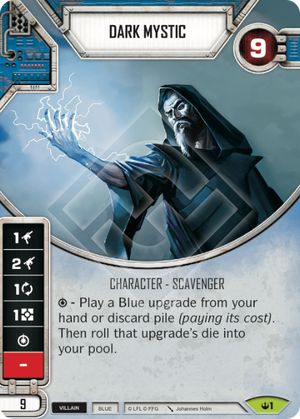 DARK MYSTIC
9
1
2
1
1
-
CHARACTER - SCAVENGER
- Play a Blue upgrade from your
hand or discard pile (paying its cost).
Then roll that upgrade's die into
your pool.
9
VILLAIN
BLUE
© LFL © FFG
Johannes Holm
1